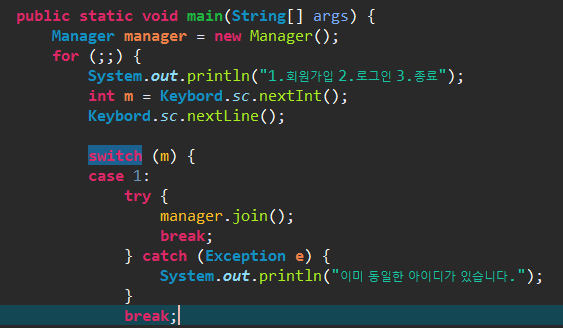 public static void main(String[] args) {
Manager manager = new Manager();
for (;;) {
System.out.println("1.회원가입 2.로그인 3.종료");
int m = Keybord.sc.nextInt();
Keybord.sc.nextLine();
switch (m) {
case 1:
try {
manager.join();
break;
} catch (Exception e) {
System.out.println("이미 동일한 아이디가 있습니다.");
}
break;